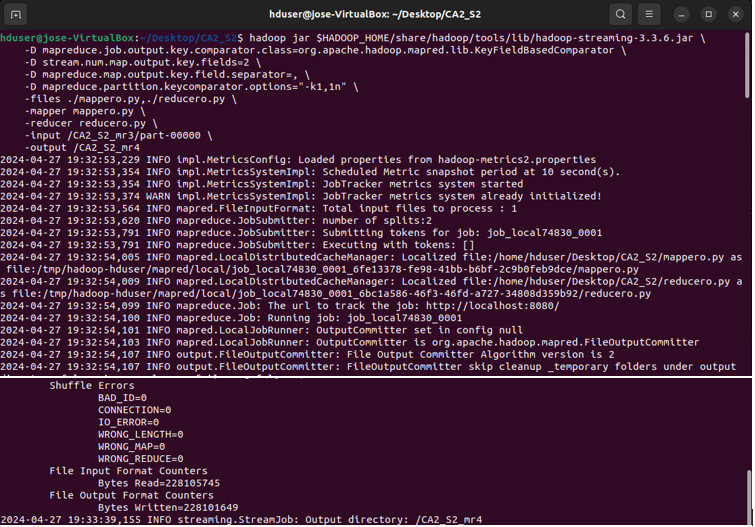 hduser@jose-VirtualBox: ~/Desktop/CA2_S2
hduser@jose-VirtualBox:~/Desktop/CA2_S2$ hadoop jar $HADOOP_HOME/share/hadoop/tools/lib/hadoop-streaming-3.3.6.jar \
-D mapreduce.job.output.key.comparator.class=org.apache.hadoop.mapred.lib.KeyFieldBasedComparator \
-D stream.num.map.output.key.fields=2 \
-D mapreduce.map.output.key.field.separator=, \
-D mapreduce.partition.keycomparator.options="-k1,1n" \
-files ./mappero.py,./reducero.py \
-mapper mappero.py \
-reducer reducero.py \
-input /CA2_S2_mr3/part-00000 \
-output /CA2_S2_mr4
2024-04-27 19:32:53,229 INFO impl.MetricsConfig: Loaded properties from hadoop-metrics2.properties
2024-04-27 19:32:53,354 INFO impl.MetricsSystemImpl: Scheduled Metric snapshot period at 10 second(s).
2024-04-27 19:32:53,354 INFO impl.MetricsSystemImpl: JobTracker metrics system started
2024-04-27 19:32:53,374 WARN impl.MetricsSystemImpl: JobTracker metrics system already initialized!
2024-04-27 19:32:53,564 INFO mapred.FileInputFormat: Total input files to process : 1
2024-04-27 19:32:53,620 INFO mapreduce.JobSubmitter: number of splits:2
2024-04-27 19:32:53,791 INFO mapreduce.JobSubmitter: Submitting tokens for job: job_local74830_0001
2024-04-27 19:32:53,791 INFO mapreduce.JobSubmitter: Executing with tokens: []
2024-04-27 19:32:54,005 INFO mapred.LocalDistributedCacheManager: Localized file:/home/hduser/Desktop/CA2_S2/mappero.py as
file:/tmp/hadoop-hduser/mapred/local/job_local74830_0001_6fe13378-fe98-41bb-b6bf-2c9b0feb9dce/mappero.py
2024-04-27 19:32:54,009 INFO mapred.LocalDistributedCacheManager: Localized file:/home/hduser/Desktop/CA2_S2/reducero.py a
s file:/tmp/hadoop-hduser/mapred/local/job_local74830_0001_6bc1a586-46f3-46fd-a727-34808d359b92/reducero.py
2024-04-27 19:32:54,099 INFO mapreduce.Job: The url to track the job: http://localhost:8080/
2024-04-27 19:32:54,100 INFO mapreduce.Job: Running job: job_local74830_0001
2024-04-27 19:32:54,101 INFO mapred.LocalJobRunner: OutputCommitter set in config null
2024-04-27 19:32:54,103 INFO mapred.LocalJobRunner: OutputCommitter is org.apache.hadoop.mapred.FileOutputCommitter
2024-04-27 19:32:54,107 INFO output.FileOutputCommitter: File Output Committer Algorithm version is 2
2024-04-27 19:32:54,107 INFO output.FileOutputCommitter: FileOutputCommitter skip cleanup _temporary folders under output
Shuffle Errors
BAD_ID=0
CONNECTION=0
IO_ERROR=0
WRONG_LENGTH=0
WRONG_MAP=0
WRONG_REDUCE=0
File Input Format Counters
Bytes Read=228105745
File Output Format Counters
Bytes Written=228101649
2024-04-27 19:33:39,155 INFO streaming.StreamJob: Output directory: /CA2_S2_mr4